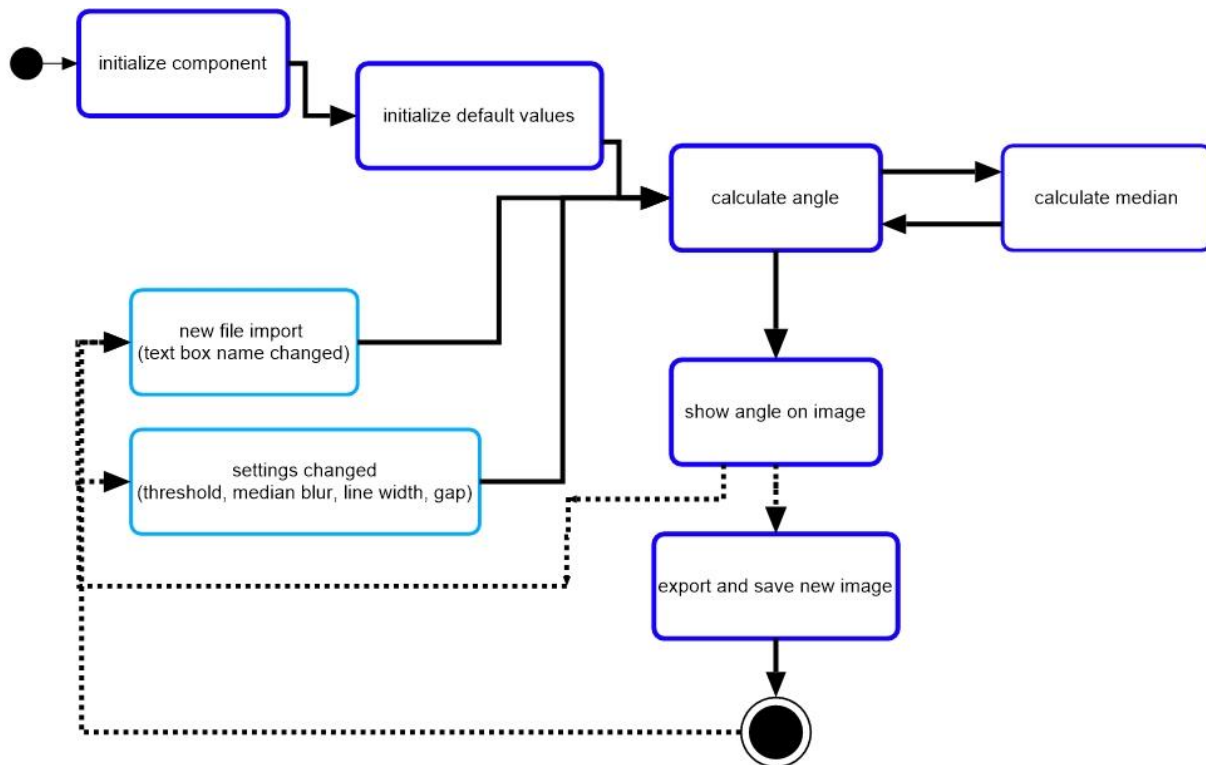 initialize component
initialize default values
calculate angle
calculate median
new file import
(text box name changed)
show angle on image
settings changed
(threshold, median blur, line width, gap)
export and save new image